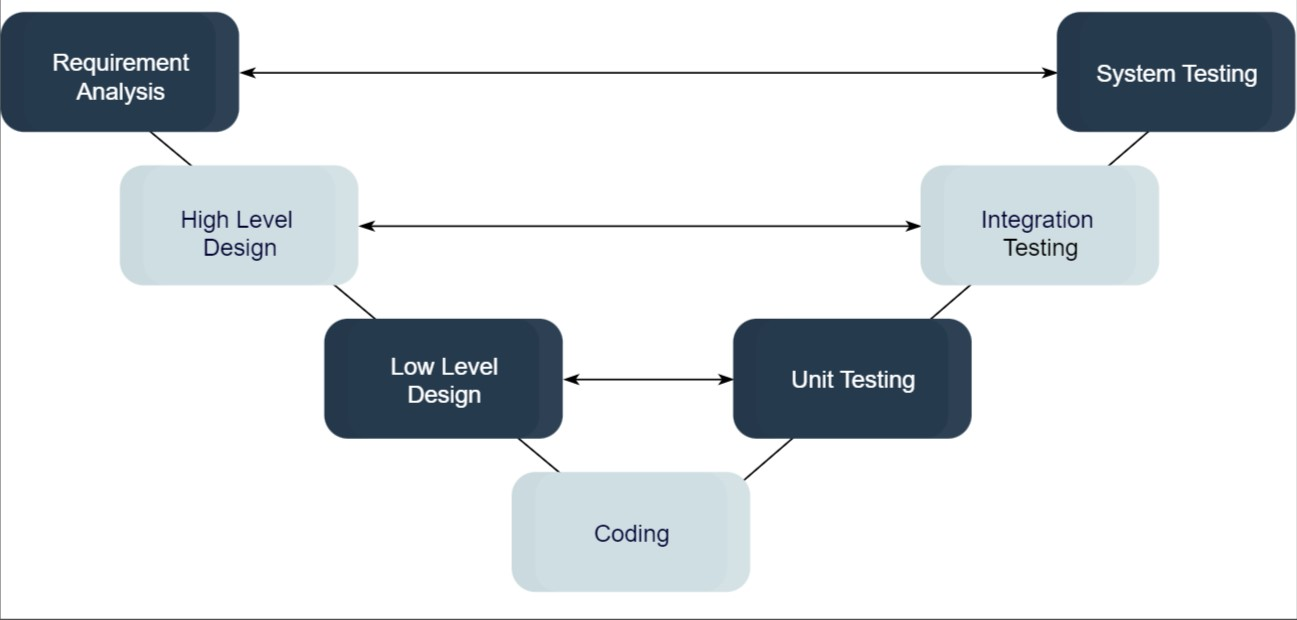 Requirement
Analysis
System Testing
High Level
Design
Integration
Testing
Low Level
Design
Unit Testing
Coding